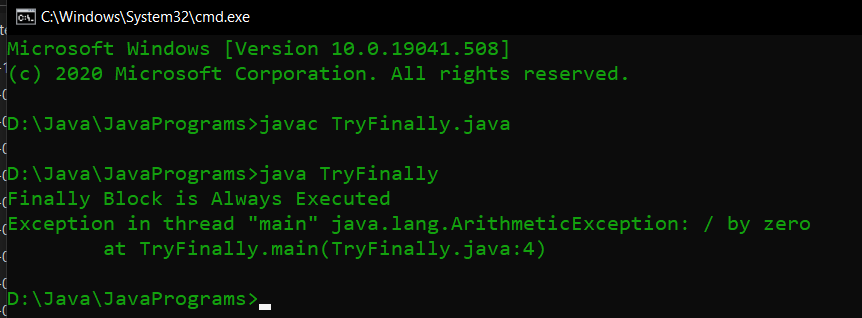 C:\Windows\System32\cmd.exe
Microsoft Windows [Version 10.0.19041.508]
(c) 2020 Microsoft Corporation. All rights reserved.
D:\Java\JavaPrograms>javac TryFinally.java
D:\Java\JavaPrograms>java TryFinally
Finally Block is Always Executed
Exception in thread "main" java.lang.ArithmeticException: / by zero
        at TryFinally.main(TryFinally.java:4)
D:\Java\JavaPrograms>